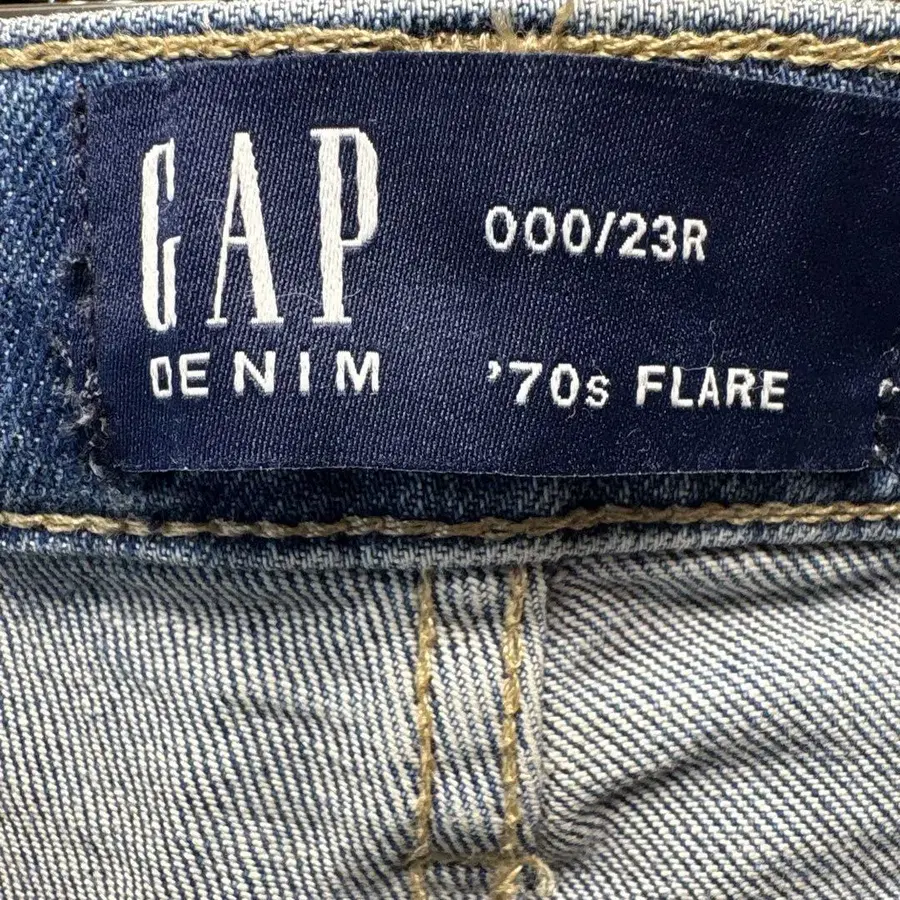 GAP
DENIM
000/23R
'70s FLARE